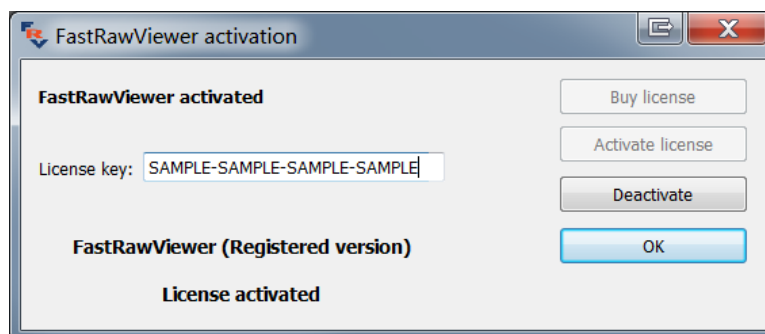 FastRawViewer activation
FastRawViewer activated
Buy license
Activate license
License key: SAMPLE-SAMPLE-SAMPLE-SAMPLE
Deactivate
FastRawViewer (Registered version)
OK
License activated